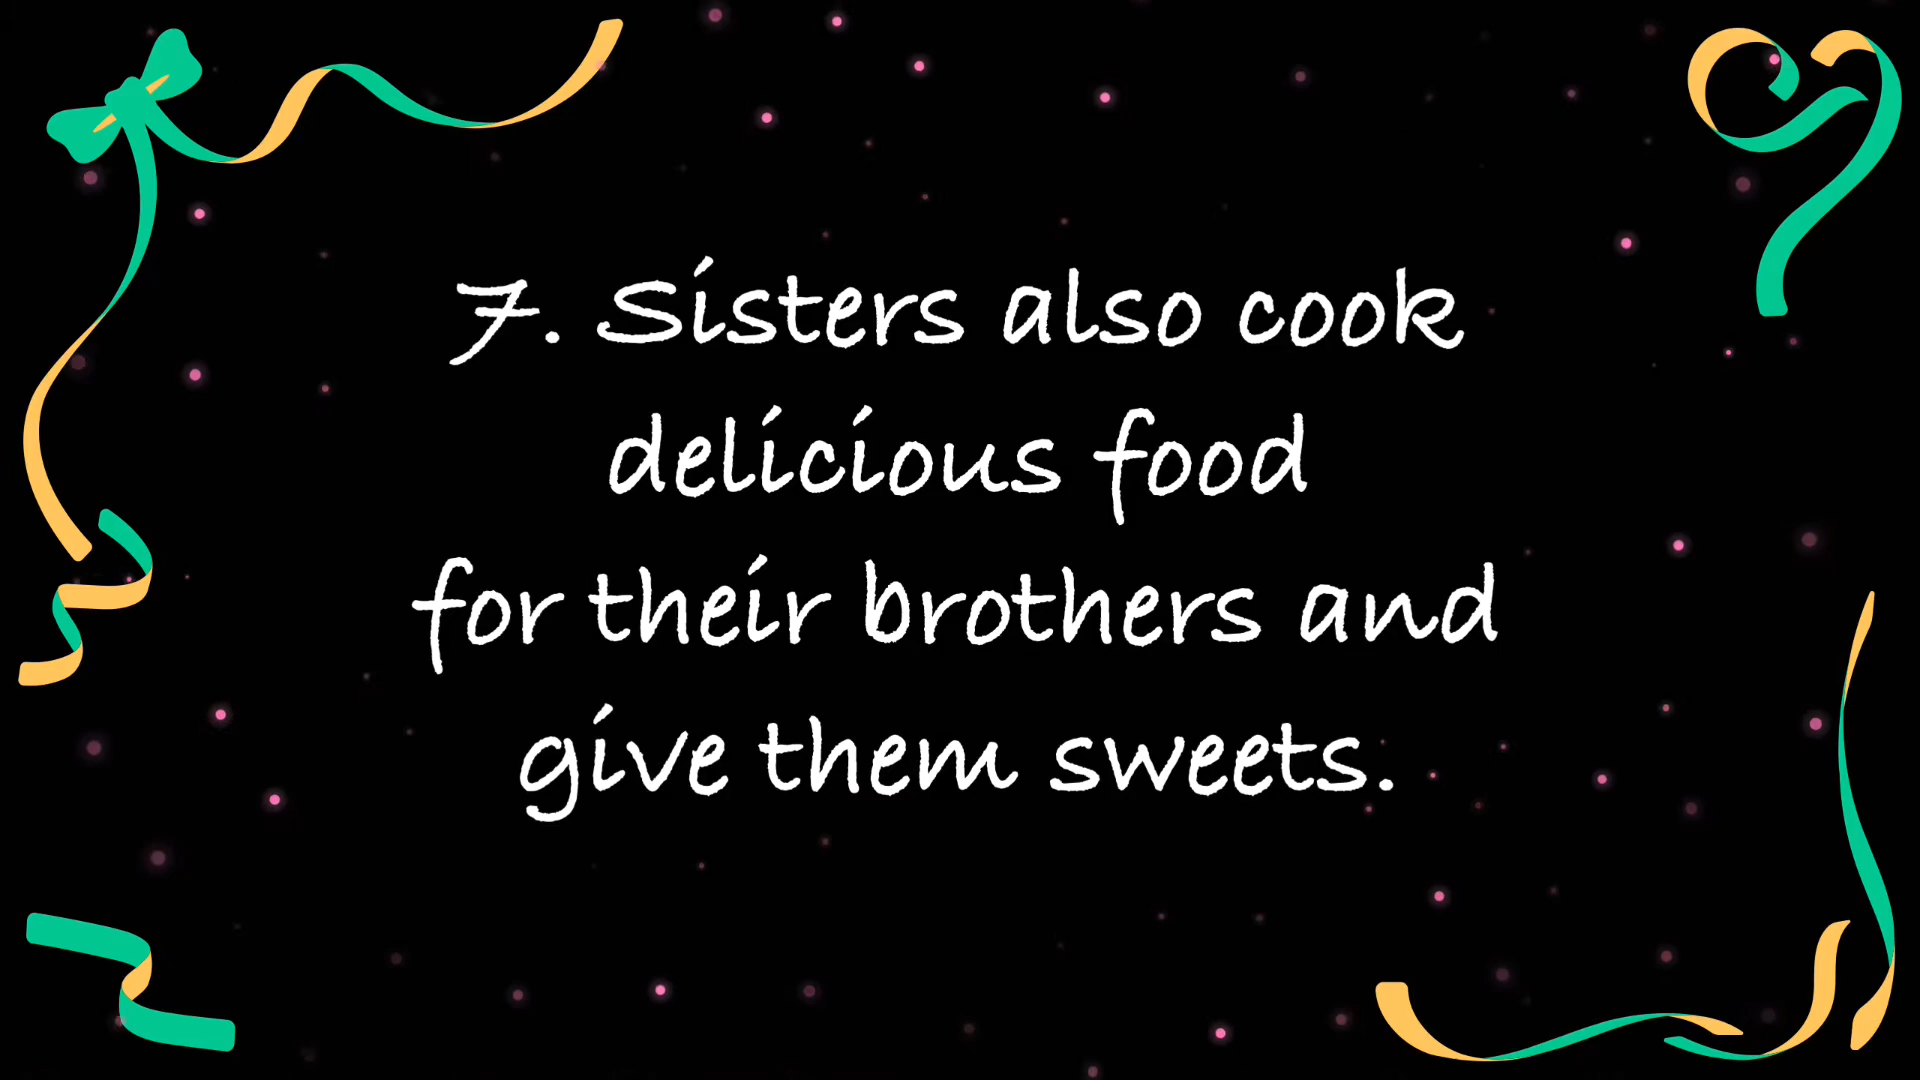 7. Sisters also cook
delicious food
for their brothers and
give them sweets.